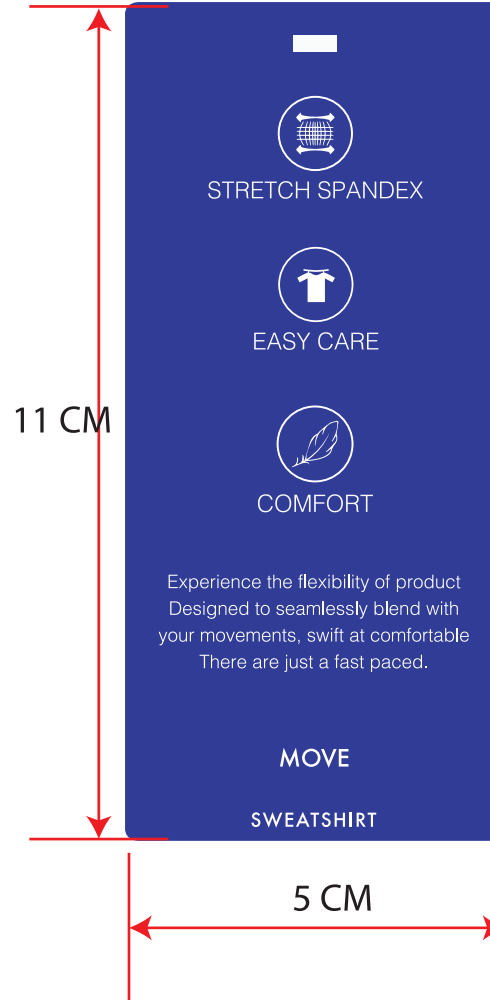 STRETCH SPANDEX
EASY CARE
11 CM
COMFORT
Experience the flexibility of product
Designed to seamlessly blend with
your movements, swift at comfortable
There are just a fast paced.
MOVE
SWEATSHIRT
5 CM